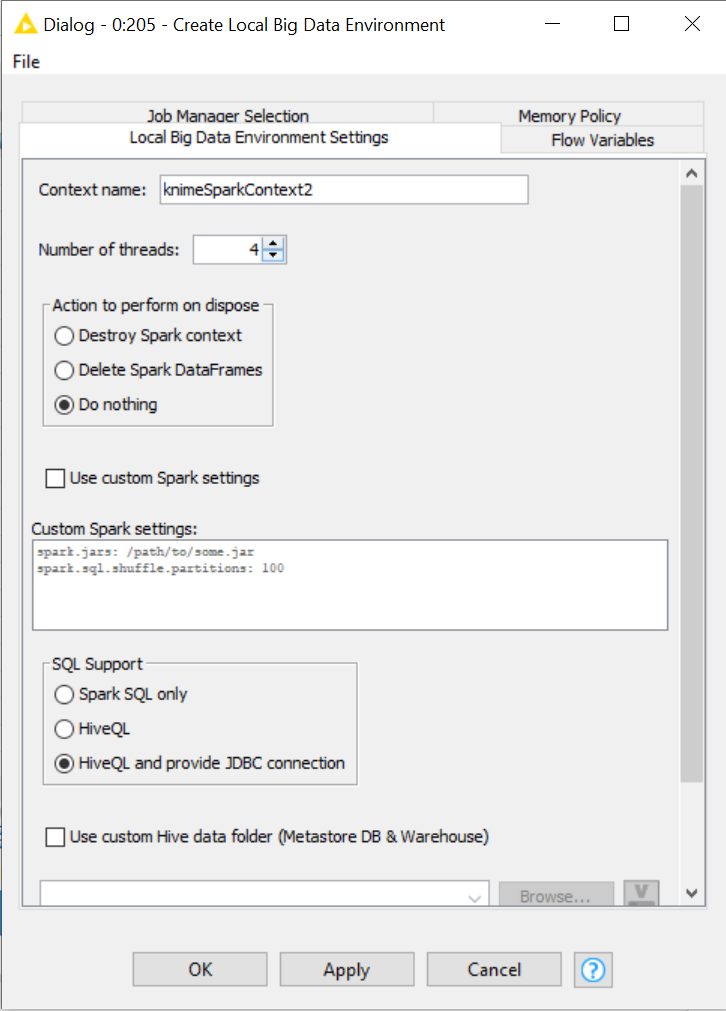 Dialog - 0:205 - Create Local Big Data Environment
File
Job Manager Selection
Memory Policy
Local Big Data Environment Settings
Flow Variables
Context name: knimeSparkContext2
Number of threads: 4
Action to perform on dispose
Destroy Spark context
Delete Spark DataFrames
Do nothing
Use custom Spark settings
Custom Spark settings:
spark.jars: /path/to/some.jar
spark.sql.shuffle.partitions: 100
SQL Support
Spark SQL only
HiveQL
HiveQL and provide JDBC connection
Use custom Hive data folder (Metastore DB & Warehouse)
Browse... V
OK Apply Cancel ?